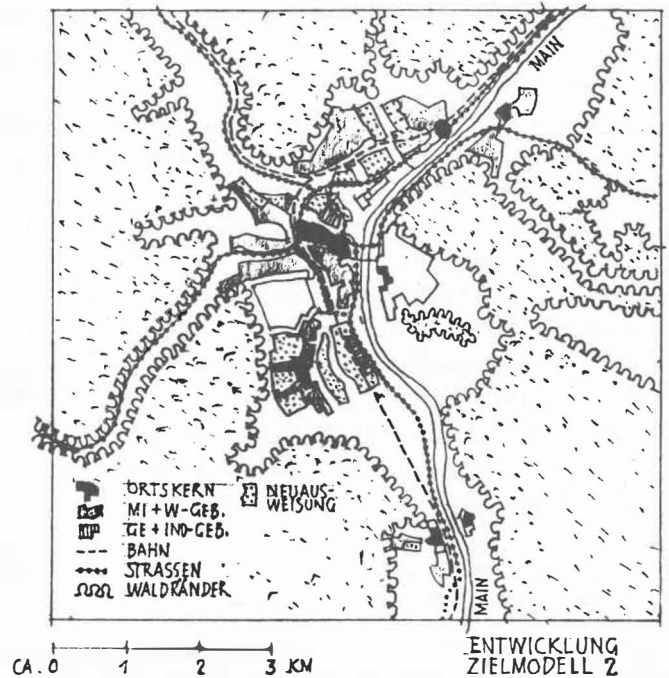 MAIN
ORTSKERN
MI+W-GEB.
GE+IND-GEB.
BAHN
STRASSEN
WALDRÄNDER
NEUAUS-
WEISUNG
MAIN
CA. 0 1 2 3 KM
ENTWICKLUNG
ZIELMODELL 2